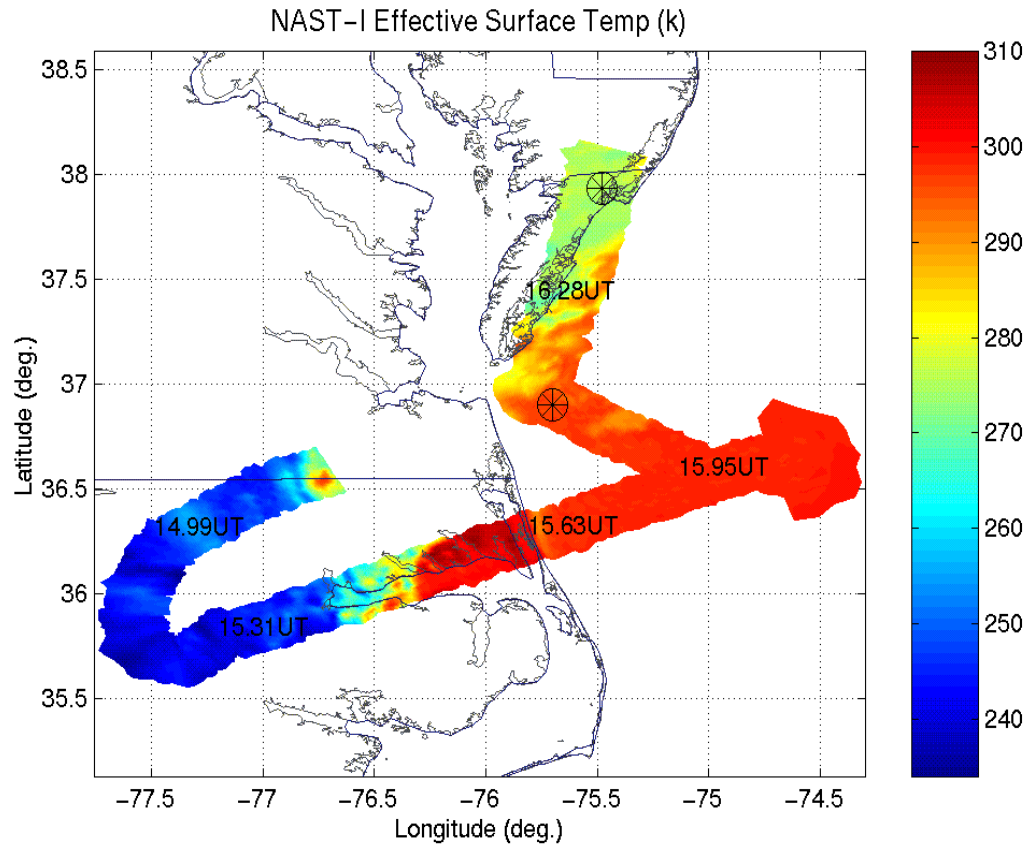 NAST-I Effective Surface Temp (k)
38.5
38
37.5
37
36.5
36
35.5
Latitude (deg.)
-77.5
-77
-76.5
-76
-75.5
-75
-74.5
Longitude (deg.)
16.28UT
15.95UT
14.99UT
15.63UT
15.31UT
310
300
290
280
270
260
250
240